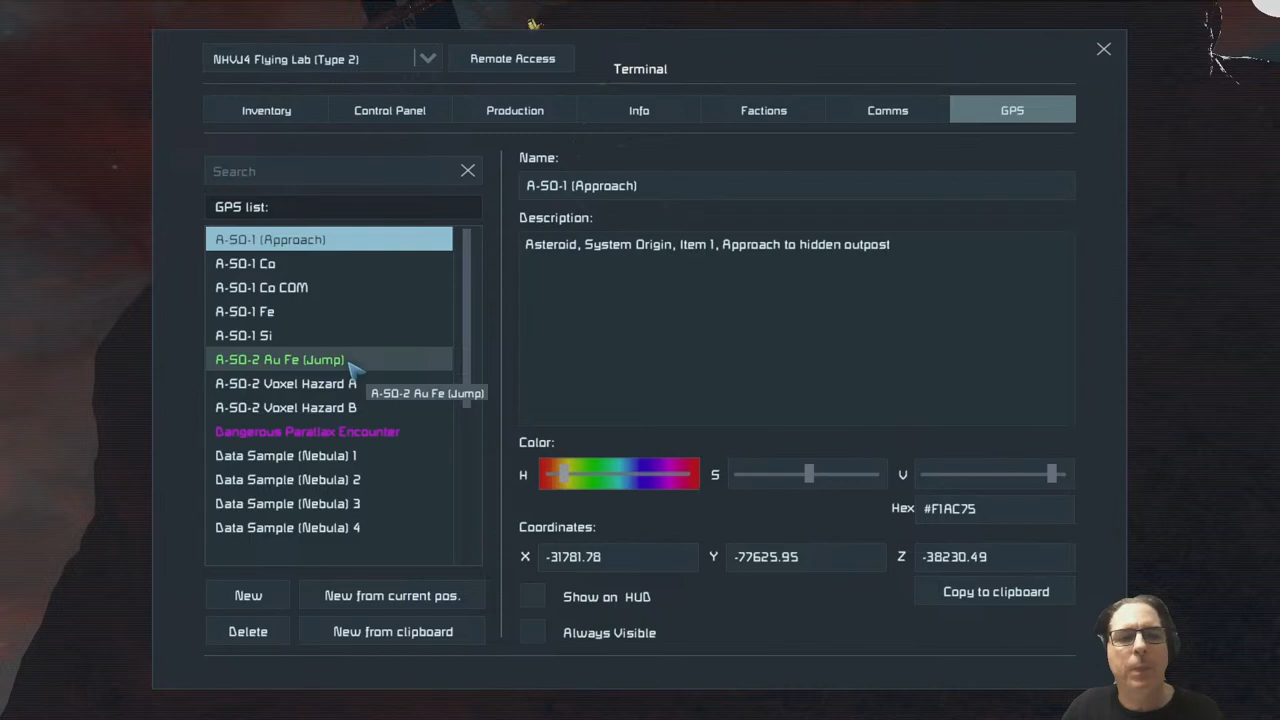 NHVJ4 Flying Lab (Type 2)
Remote Access
Terminal
Inventory
Control Panel
Production
Info
Factions
Comms
GPS
Search
GPS list:
A-SO-1 (Approach)
A-SO-1 Co
A-SO-1 Co COM
A-SO-1 Fe
A-SO-1 Si
A-SO-2 Au Fe (Jump)
A-SO-2 Voxel Hazard A
A-SO-2 Au Fe (Jump)
A-SO-2 Voxel Hazard B
Dangerous Parallax Encounter
Data Sample (Nebula) 1
Data Sample (Nebula) 2
Data Sample (Nebula) 3
Data Sample (Nebula) 4
New
New from current pos.
Delete
New from clipboard
Name:
A-SO-1 (Approach)
Description:
Asteroid, System Origin, Item 1, Approach to hidden outpost
Color:
H
S
V
Hex #F1AC75
Coordinates:
X -31781.78
Y -77625.95
Z -38230.49
Show on HUD
Copy to clipboard
Always Visible